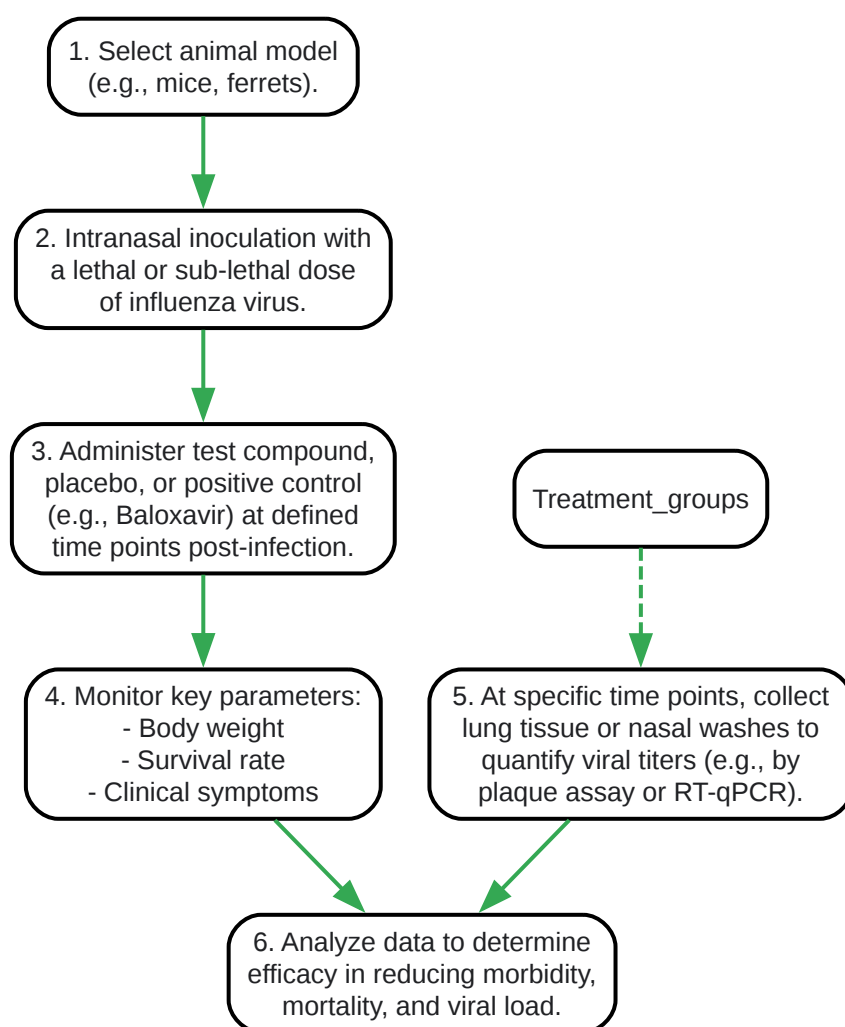 1. Select animal model
(e.g., mice, ferrets).
2. Intranasal inoculation with
a lethal or sub-lethal dose
of influenza virus.
3. Administer test compound,
placebo, or positive control
(e.g., Baloxavir) at defined
time points post-infection.
Treatment_groups
4. Monitor key parameters:
- Body weight
- Survival rate
- Clinical symptoms
5. At specific time points, collect
lung tissue or nasal washes to
quantify viral titers (e.g., by
plaque assay or RT-qPCR).
6. Analyze data to determine
efficacy in reducing morbidity,
mortality, and viral load.